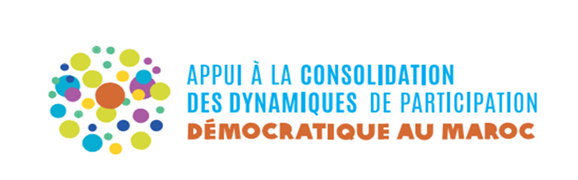 APPUI À LA CONSOLIDATION
DES DYNAMIQUES DE PARTICIPATION
DÉMOCRATIQUE AU MAROC